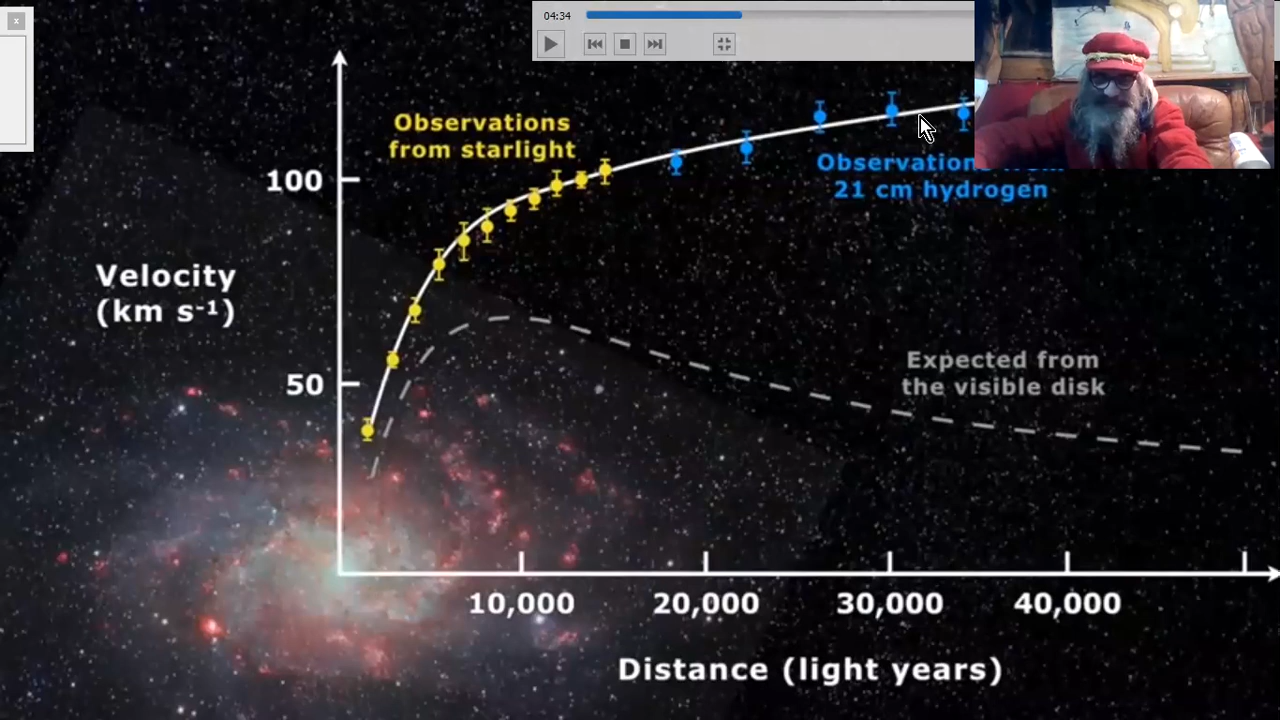 x
04:34
Observations
from starlight
100
Observation
21 cm hydrogen
Velocity
(km s⁻¹)
50
Expected from
the visible disk
10,000
20,000
30,000
40,000
Distance (light years)